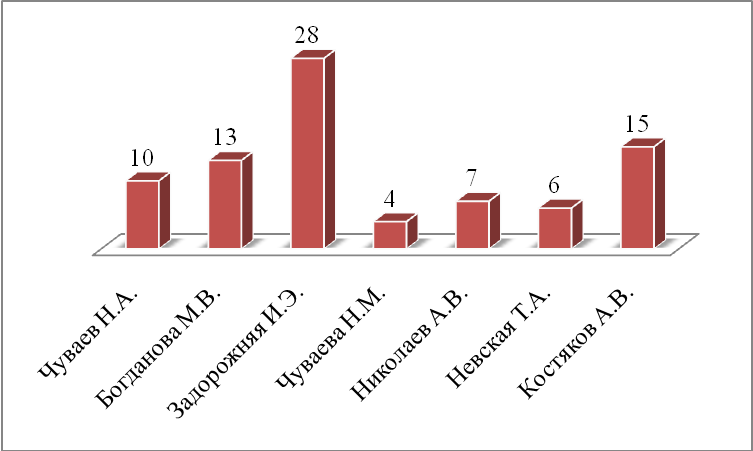 28
15
13
10
7
6
4
Чуваев Н.А.
Богданова М.В.
Задорожняя И.Э.
Чуваева Н.М.
Николаев А.В.
Невская Т.А.
Костяков А.В.